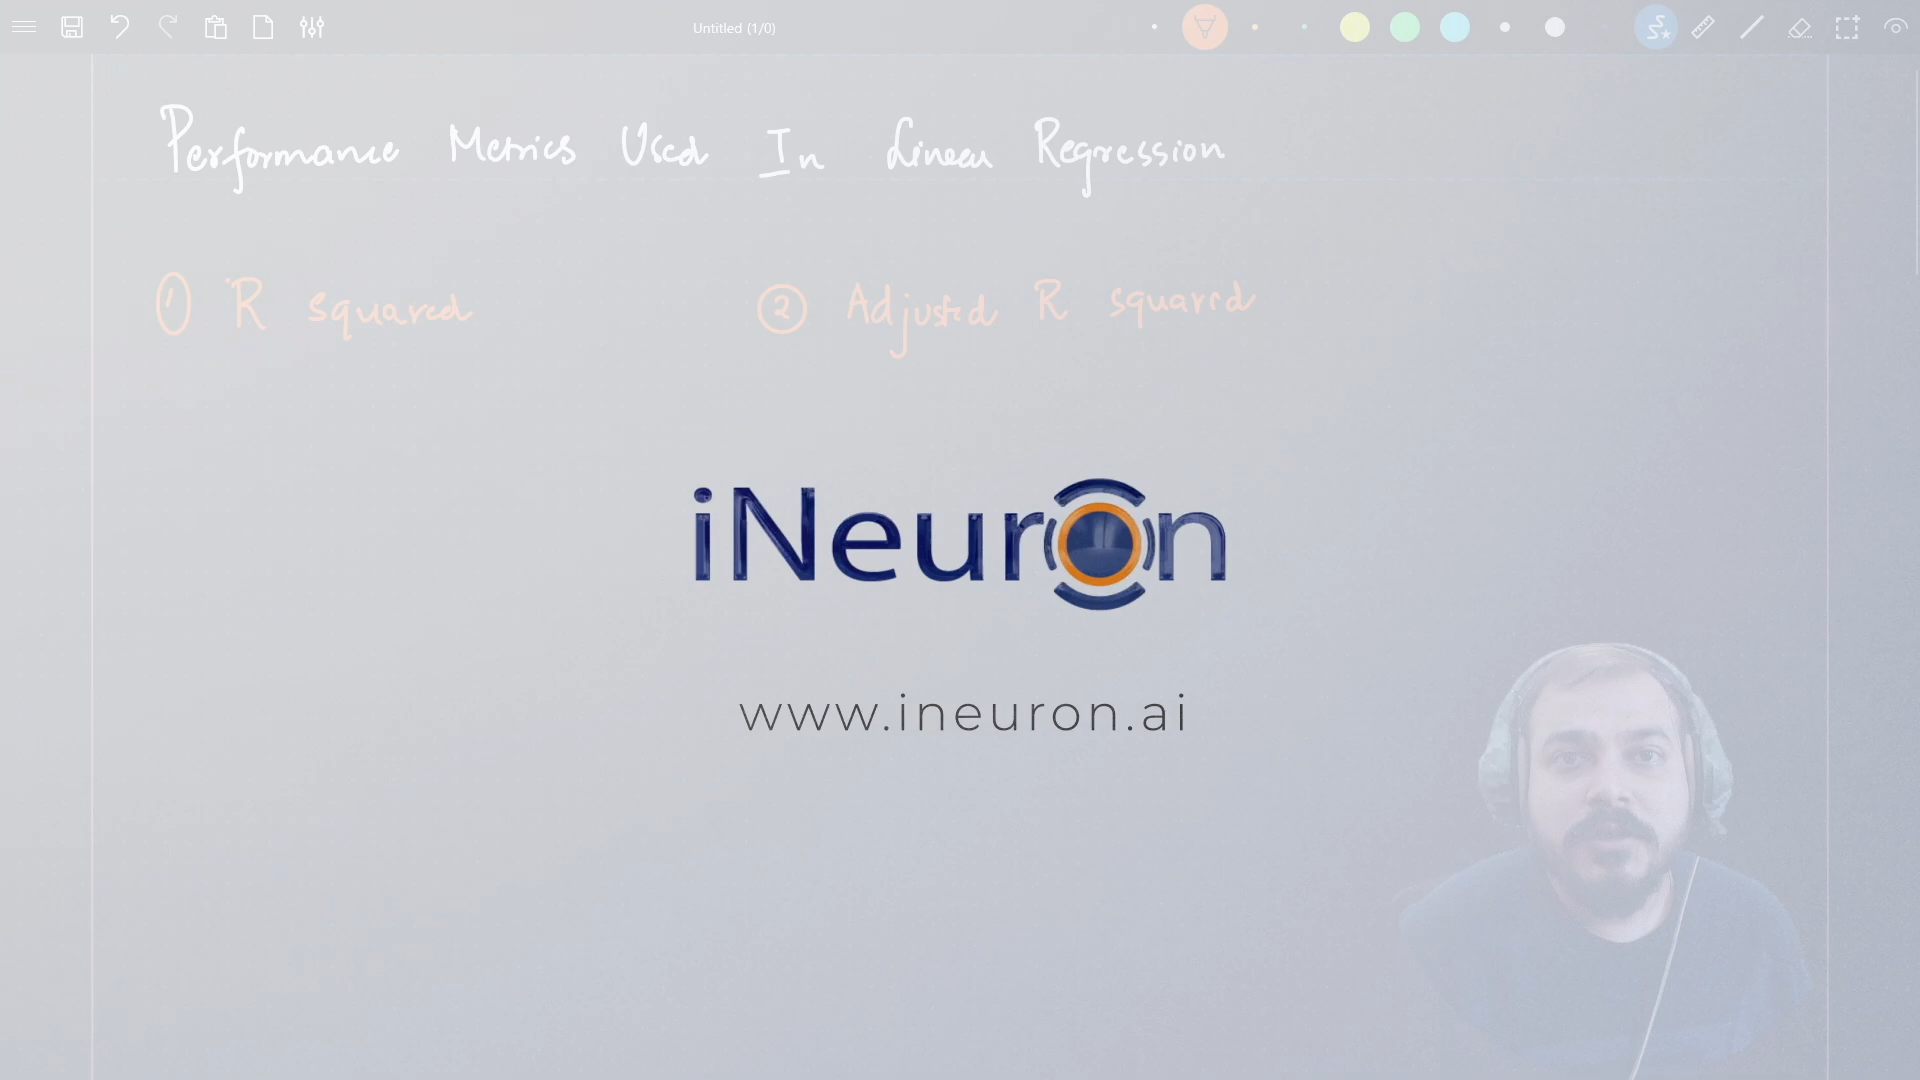 Untitled (1/0)
Performance Metrics Used In Linear Regression
① R squared ② Adjusted R squared
iNeuron
www.ineuron.ai